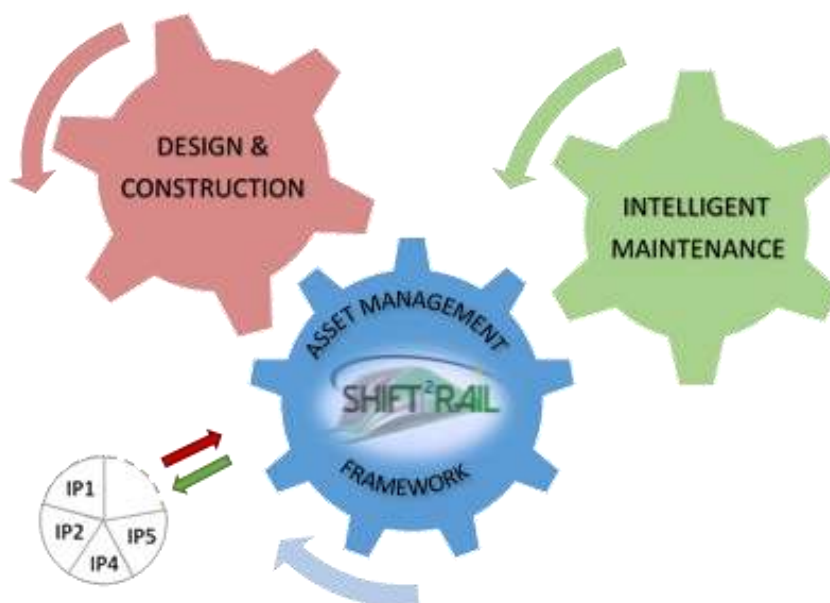 DESIGN &
CONSTRUCTION
INTELLIGENT
MAINTENANCE
ASSET MANAGEMENT
SHIFT²RAIL
FRAMEWORK
IP1
IP2
IP5
IP4